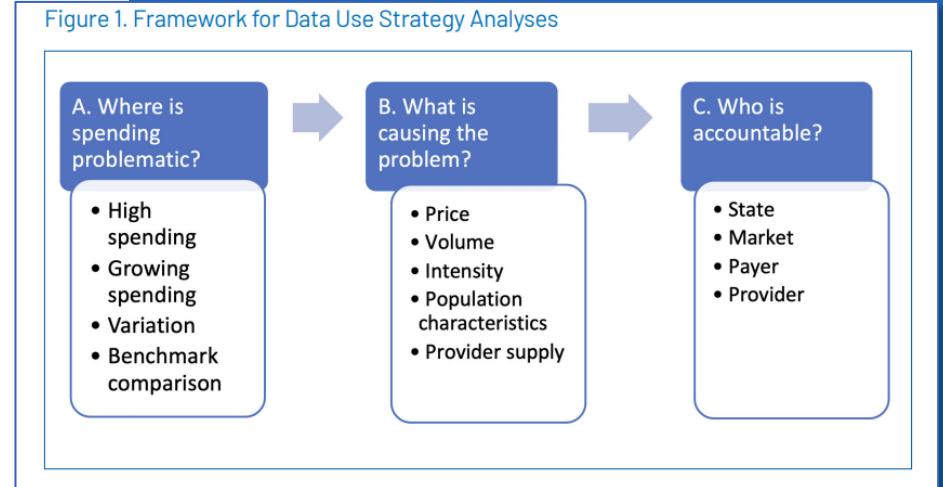 Figure 1. Framework for Data Use Strategy Analyses
A. Where is
spending
problematic?
• High
spending
• Growing
spending
• Variation
• Benchmark
comparison
B. What is
causing the
problem?
• Price
• Volume
• Intensity
• Population
characteristics
• Provider supply
C. Who is
accountable?
• State
• Market
• Payer
• Provider